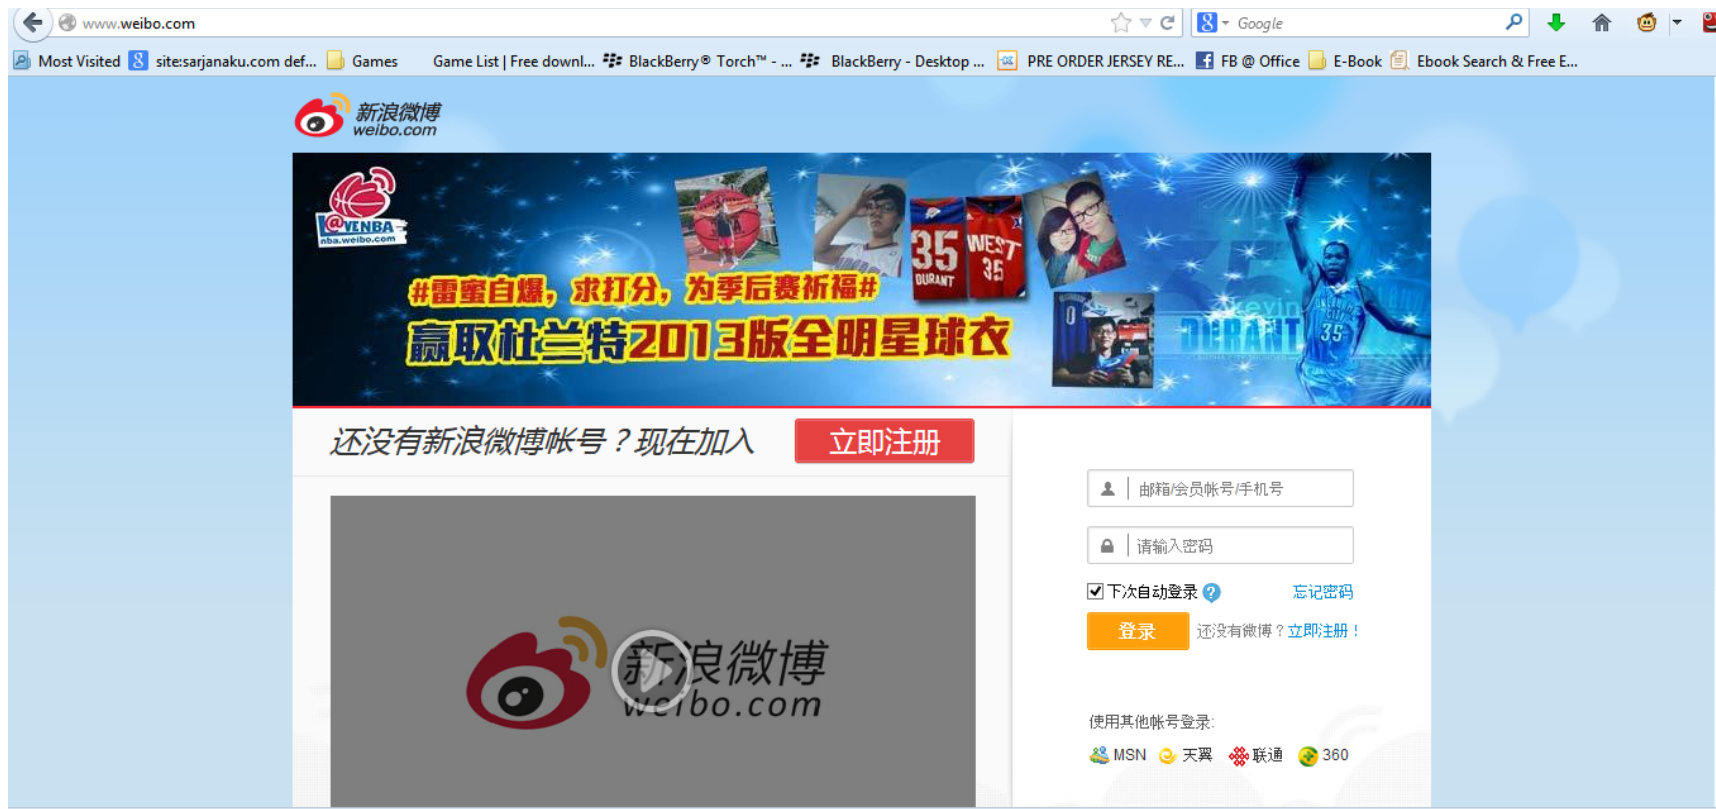 www.weibo.com
Google
Most Visited
site:sarjanaku.com def...
Games
Game List | Free downl...
BlackBerry® Torch™ - ...
BlackBerry - Desktop ...
PRE ORDER JERSEY RE...
FB @ Office
E-Book
Ebook Search & Free E...
新浪微博
weibo.com
L@VENBA
nba.weibo.com
35
DURANT
WEST
35
#雷蜜自爆，求打分，为季后赛祈福#
赢取杜兰特2013版全明星球衣
kevin
DURANT
35
还没有新浪微博帐号？现在加入
立即注册
邮箱/会员帐号/手机号
请输入密码
下次自动登录
忘记密码
登录
还没有微博？立即注册！
新浪微博
weibo.com
使用其他帐号登录:
MSN
天翼
联通
360